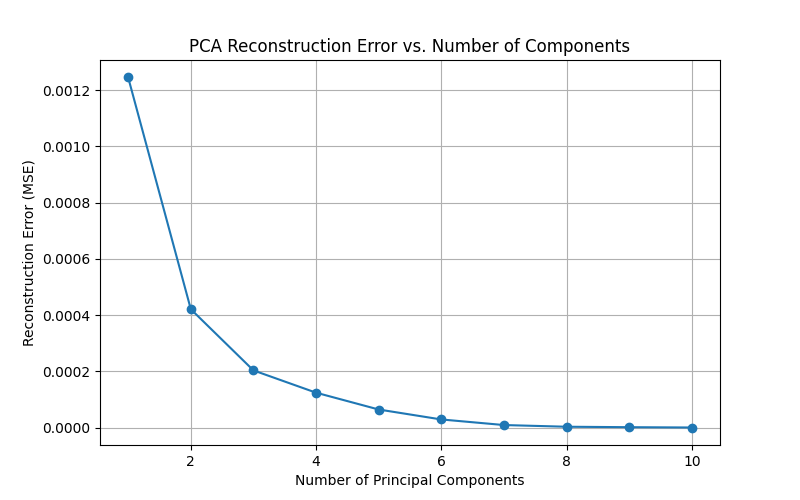 PCA Reconstruction Error vs. Number of Components
Reconstruction Error (MSE)
0.0012
0.0010
0.0008
0.0006
0.0004
0.0002
0.0000
2 4 6 8 10
Number of Principal Components